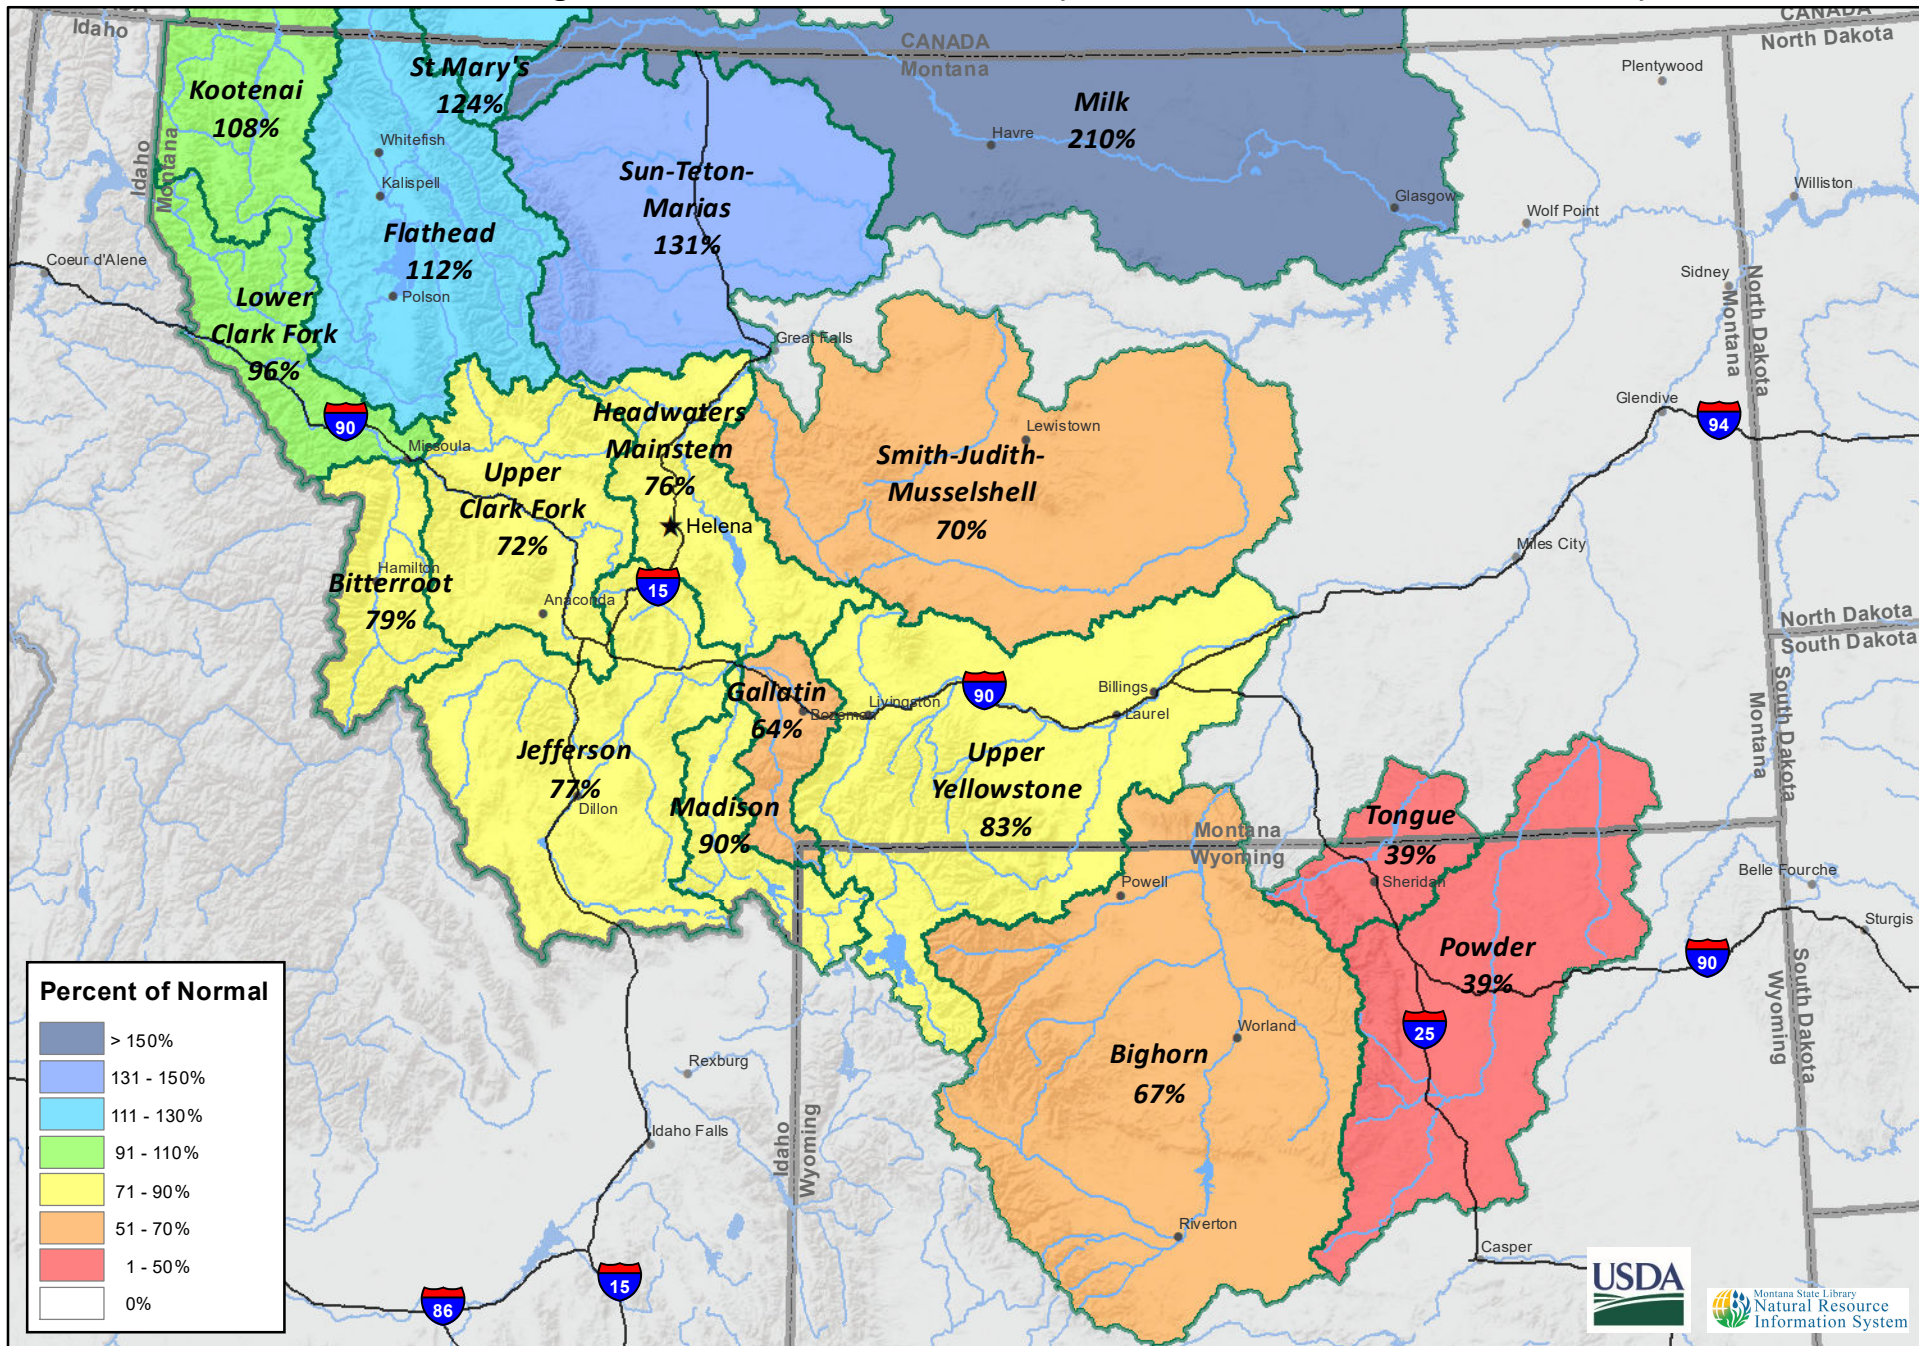 CANADA
Idaho
CANADA
Montana
CANADA
North Dakota
Kootenai
108%
St Mary's
124%
Milk
210%
Plentywood
Whitefish
Havre
Idaho
Montana
Kalispell
Sun-Teton-
Marias
131%
Glasgow
Williston
Wolf Point
Flathead
112%
Coeur d'Alene
Polson
Sidney
North Dakota
Montana
Lower
Clark Fork
96%
Great Falls
90
Missoula
Headwaters
Mainstem
76%
Helena
Lewistown
Smith-Judith-
Musselshell
70%
Glendive
94
Upper
Clark Fork
72%
Miles City
Hamilton
Bitterroot
79%
Anaconda
15
North Dakota
South Dakota
Gallatin
64%
Bozeman
Livingston
90
Billings
Laurel
South Dakota
Montana
Jefferson
77%
Dillon
Madison
90%
Upper
Yellowstone
83%
Montana
Wyoming
Tongue
39%
Sheridan
Powell
Belle Fourche
Sturgis
Powder
39%
90
South Dakota
Wyoming
25
Worland
Bighorn
67%
Rexburg
Idaho Falls
Idaho
Wyoming
Riverton
Casper
15
86
Percent of Normal
> 150%
131 - 150%
111 - 130%
91 - 110%
71 - 90%
51 - 70%
1 - 50%
0%
USDA
Montana State Library
Natural Resource
Information System